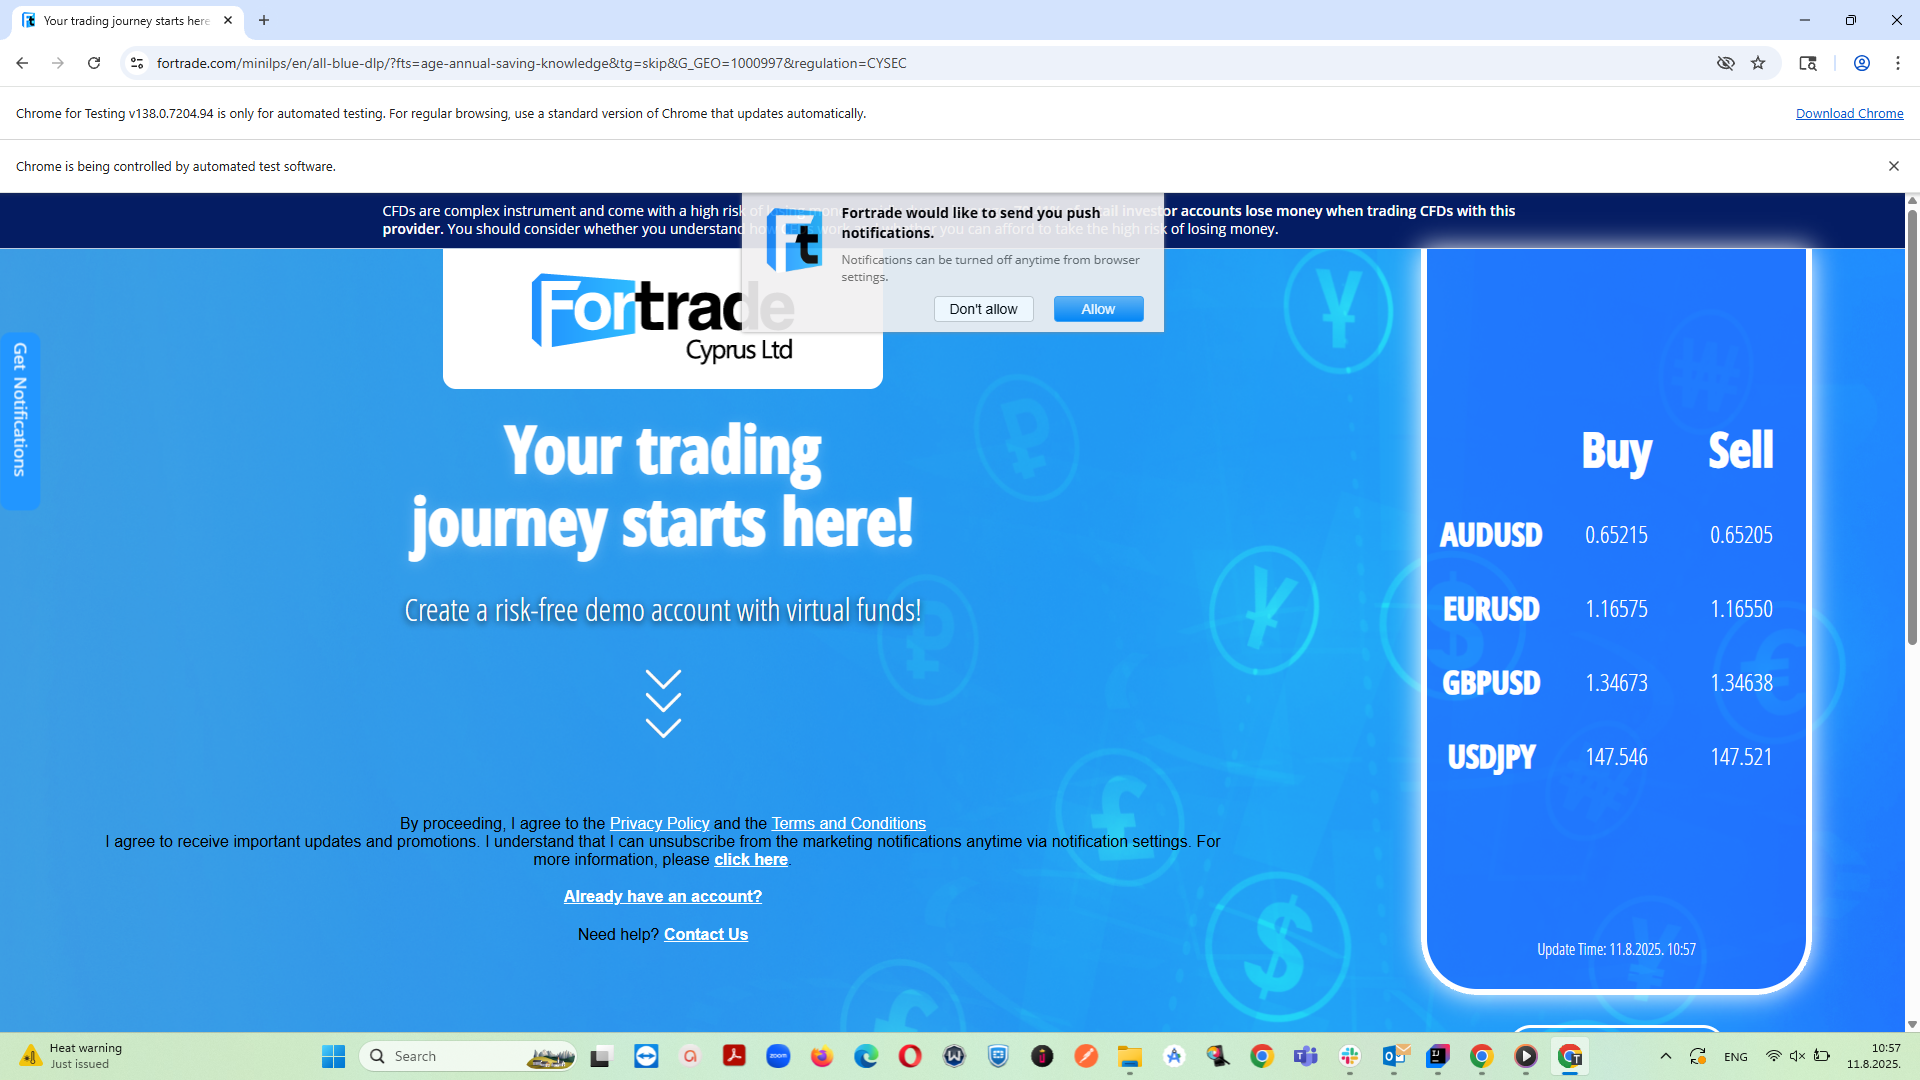 Your trading journey starts here
fortrade.com/minilps/en/all-blue-dlp/?fts=age-annual-saving-knowledge&tg=skip&G_GEO=1000997&regulation=CYSEC
Chrome for Testing v138.0.7204.94 is only for automated testing. For regular browsing, use a standard version of Chrome that updates automatically.
Download Chrome
Chrome is being controlled by automated test software.
CFDs are complex instrument and come with a high risk of losing money
retail investor accounts lose money when trading CFDs with this
provider. You should consider whether you understand how CFDs work
you can afford to take the high risk of losing money.
Fortrade would like to send you push
notifications.
Notifications can be turned off anytime from browser
settings.
Don't allow
Allow
Fortrade
Cyprus Ltd
Get Notifications
Your trading
journey starts here!
Create a risk-free demo account with virtual funds!
By proceeding, I agree to the Privacy Policy and the Terms and Conditions
I agree to receive important updates and promotions. I understand that I can unsubscribe from the marketing notifications anytime via notification settings. For
more information, please click here.
Already have an account?
Need help? Contact Us
Buy Sell
AUDUSD 0.65215 0.65205
EURUSD 1.16575 1.16550
GBPUSD 1.34673 1.34638
USDJPY 147.546 147.521
Update Time: 11.8.2025. 10:57
Heat warning
Just issued
Search
ENG
10:57
11.8.2025.